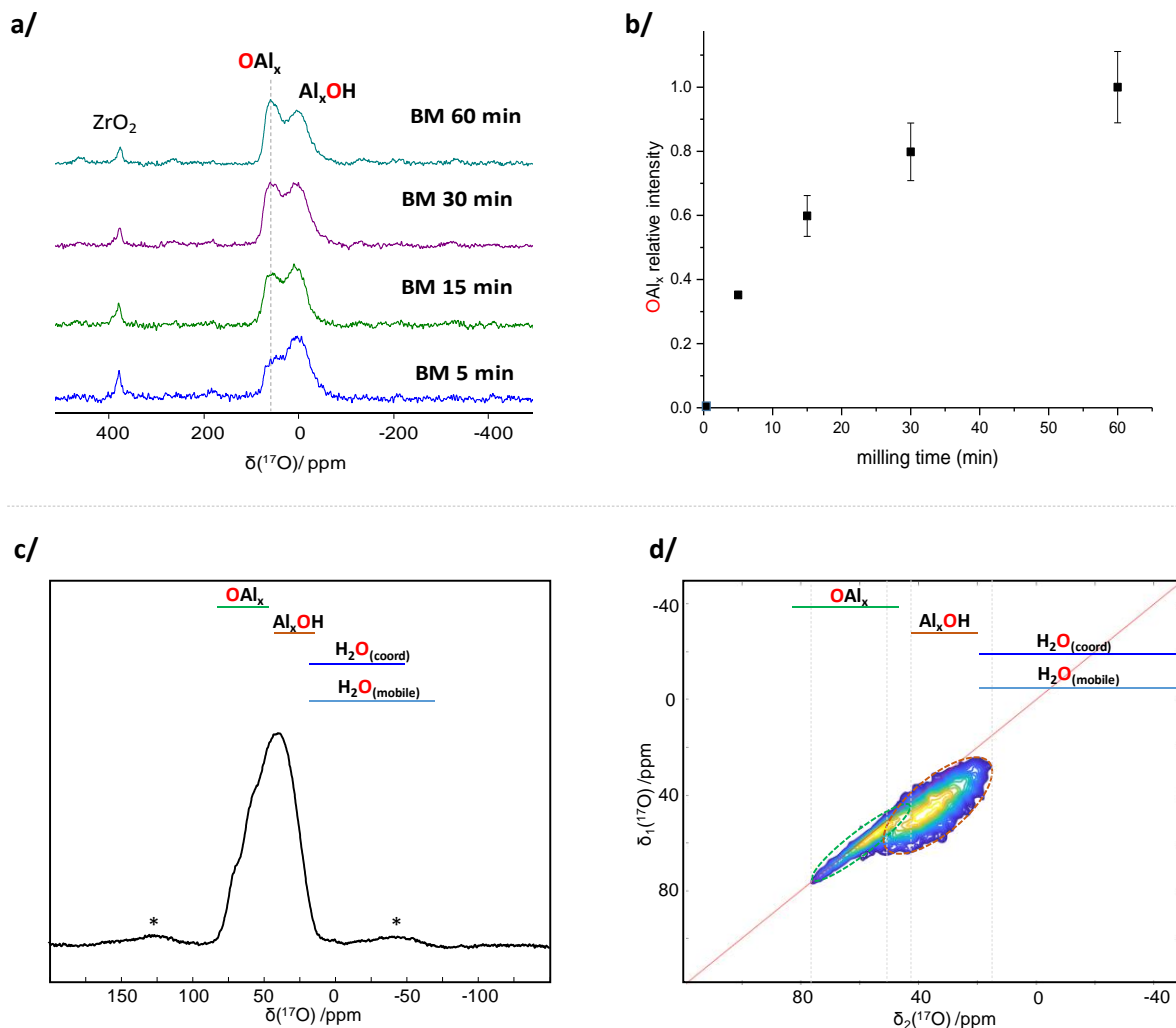 a/
OAlₓ
AlₓOH
ZrO₂
BM 60 min
BM 30 min
BM 15 min
BM 5 min
400 200 0 -200 -400
δ(¹⁷O)/ ppm
b/
1.0
0.8
0.6
0.4
0.2
0.0
0 10 20 30 40 50 60
OAlₓ relative intensity
milling time (min)
c/
OAlₓ
AlₓOH
H₂O(coord)
H₂O(mobile)
* *
150 100 50 0 -50 -100
δ(¹⁷O)/ppm
d/
OAlₓ
AlₓOH
H₂O(coord)
H₂O(mobile)
-40
0
40
80
δ₁(¹⁷O) /ppm
80 40 0 -40
δ₂(¹⁷O) /ppm